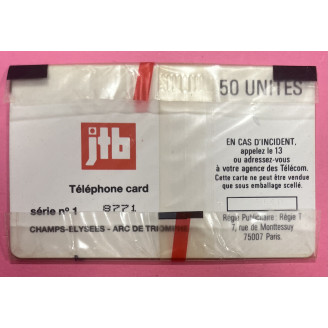 50 UNITES
jtb
Téléphone card
série nº 1 8771
CHAMPS-ELYSEES - ARC DE TRIOMPHE
EN CAS D'INCIDENT,
appelez le 13
ou adressez-vous
à votre agence des Télécom.
Cette carte ne peut être vendue
que sous emballage scellé.
Régie Publicitaire : Régie T
7, rue de Monttessuy
75007 Paris.